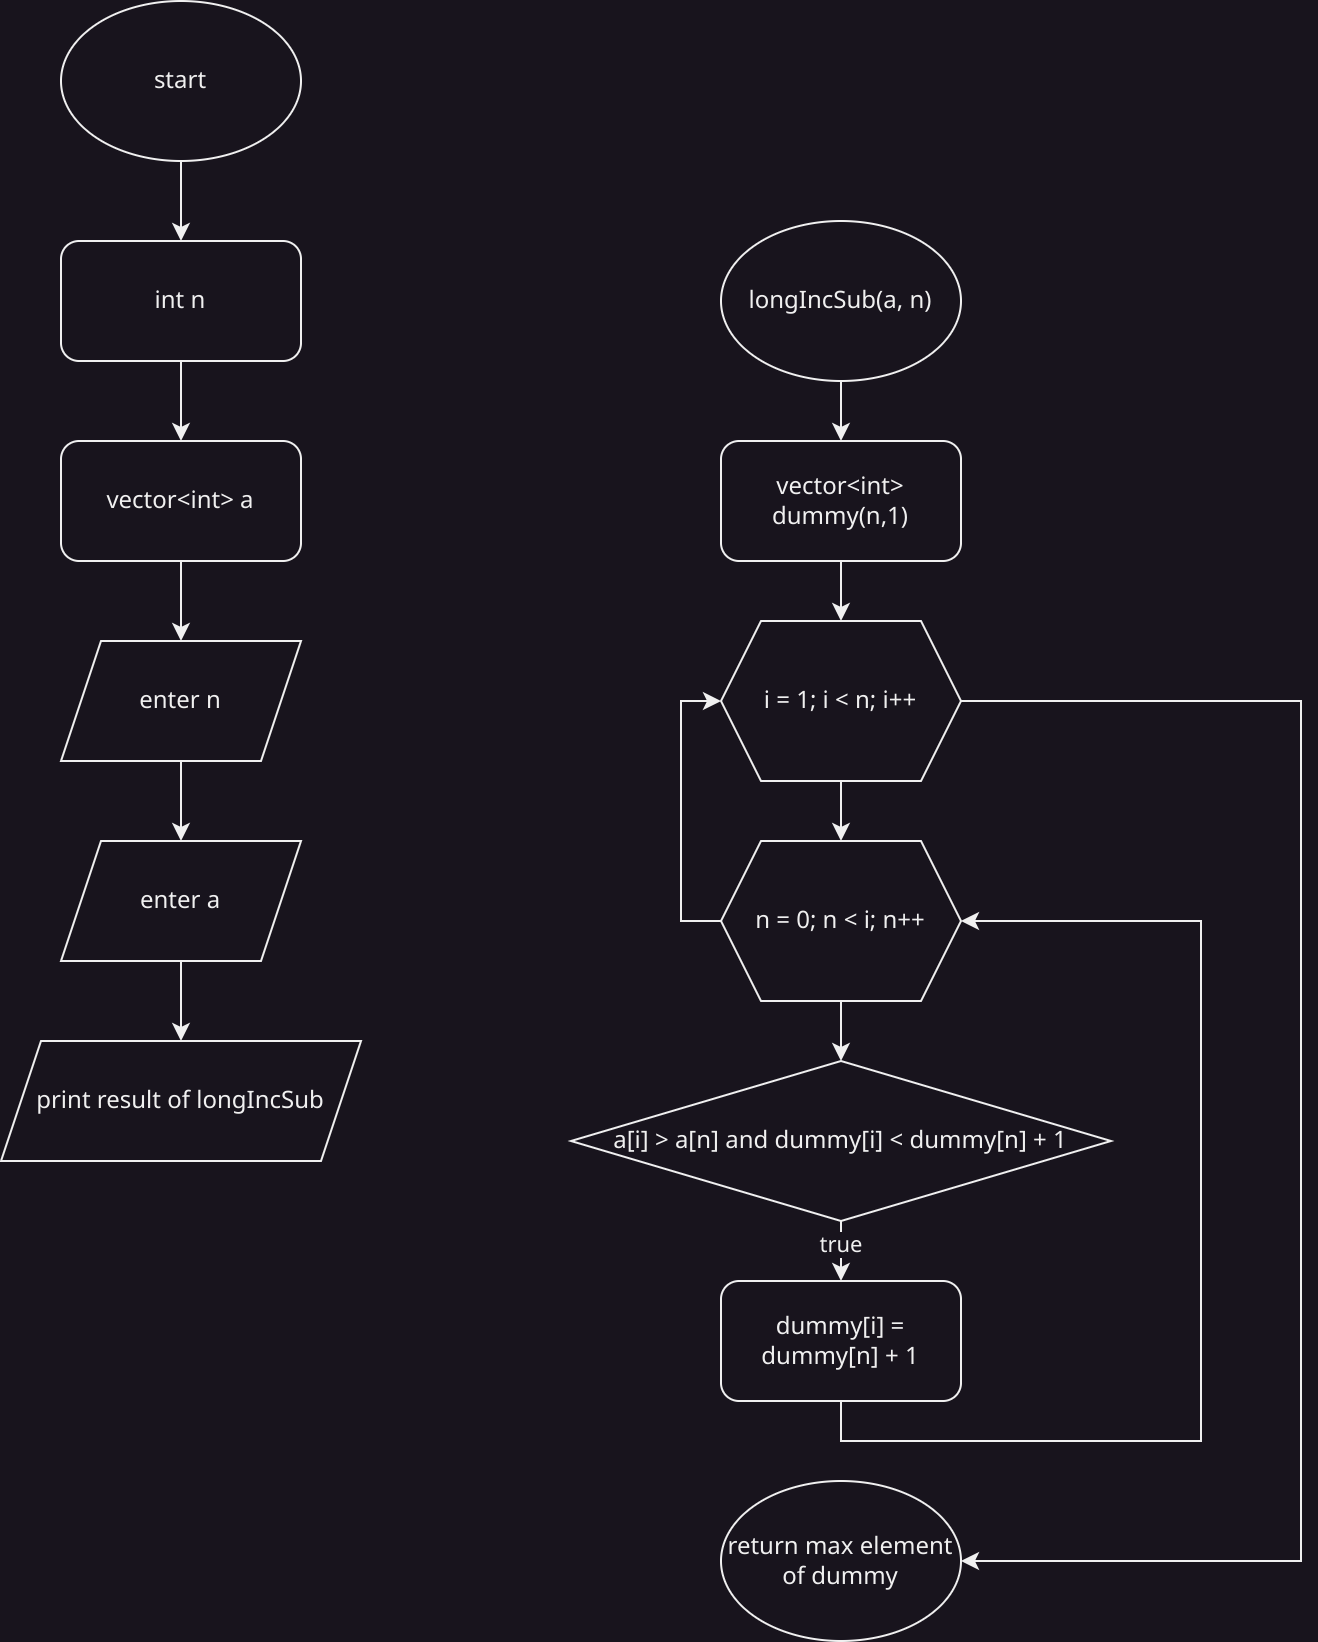 start
int n
vector<int> a
enter n
enter a
print result of longIncSub
longIncSub(a, n)
vector<int>
dummy(n,1)
i = 1; i < n; i++
n = 0; n < i; n++
a[i] > a[n] and dummy[i] < dummy[n] + 1
true
dummy[i] =
dummy[n] + 1
return max element
of dummy